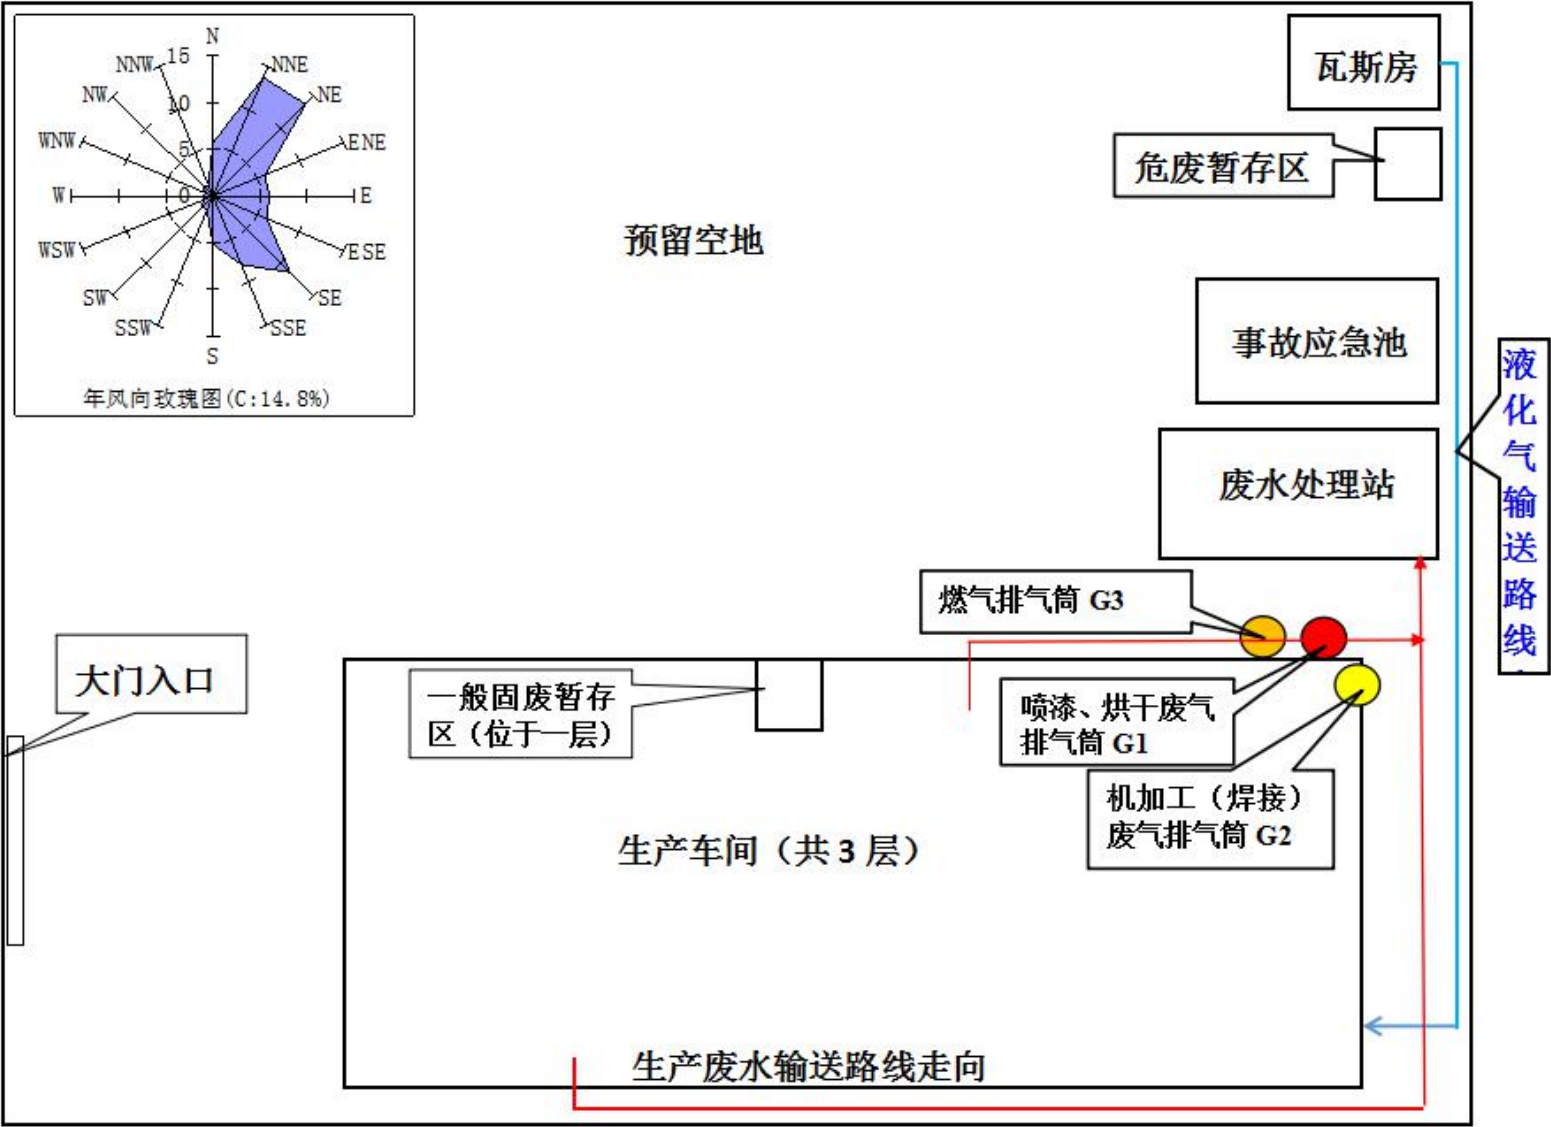 N
NNW
15
NNE
NW
10
NE
WNW
5
ENE
W
0
E
WSW
ESE
SW
SE
SSW
SSE
S
年风向玫瑰图(C:14.8%)
瓦斯房
危废暂存区
预留空地
事故应急池
液化气输送路线
废水处理站
燃气排气筒 G3
大门入口
一般固废暂存
区（位于一层）
喷漆、烘干废气
排气筒 G1
机加工（焊接）
废气排气筒 G2
生产车间（共 3 层）
生产废水输送路线走向